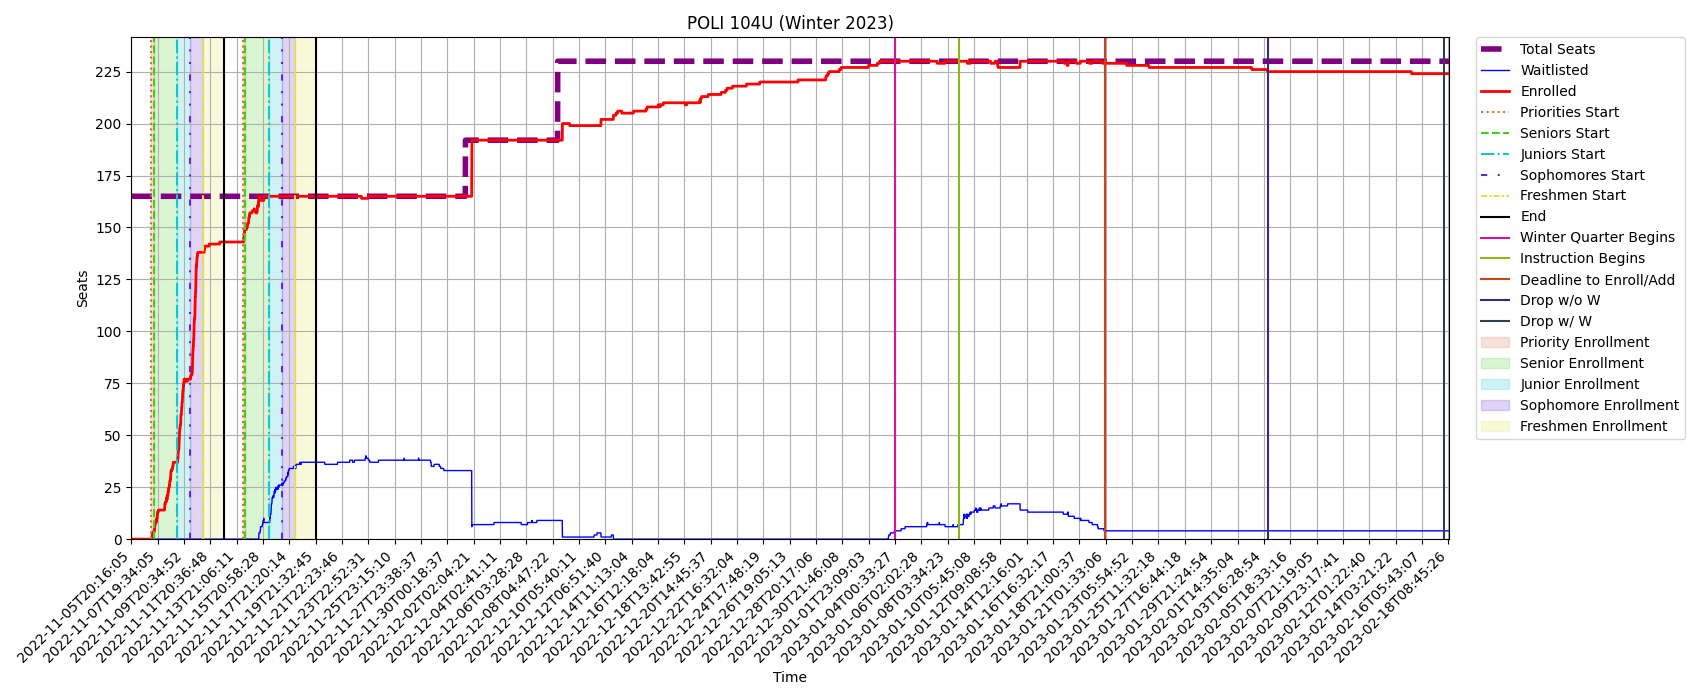 POLI 104U (Winter 2023)
Seats
225
200
175
150
125
100
75
50
25
0
2022-11-05T20:16:05
2022-11-07T19:34:05
2022-11-09T20:34:52
2022-11-11T20:36:48
2022-11-13T21:06:11
2022-11-15T20:58:28
2022-11-17T21:20:14
2022-11-19T21:32:45
2022-11-21T22:23:46
2022-11-23T22:52:31
2022-11-25T23:15:10
2022-11-27T23:38:37
2022-11-30T00:18:37
2022-12-02T02:04:21
2022-12-04T02:41:11
2022-12-06T03:28:28
2022-12-08T04:47:22
2022-12-10T05:40:11
2022-12-12T06:51:40
2022-12-14T11:13:04
2022-12-16T12:18:04
2022-12-18T13:42:55
2022-12-20T14:45:37
2022-12-22T16:32:04
2022-12-24T17:48:19
2022-12-26T19:05:13
2022-12-28T20:17:06
2022-12-30T21:46:08
2023-01-01T23:09:03
2023-01-04T00:33:27
2023-01-06T02:02:28
2023-01-08T03:34:23
2023-01-10T05:45:08
2023-01-12T09:08:58
2023-01-14T12:16:01
2023-01-16T16:32:17
2023-01-18T21:00:37
2023-01-21T01:33:06
2023-01-23T05:54:52
2023-01-25T11:32:18
2023-01-27T16:44:18
2023-01-29T21:24:54
2023-02-01T14:35:04
2023-02-03T16:28:54
2023-02-05T18:33:16
2023-02-07T21:19:05
2023-02-09T23:17:41
2023-02-12T01:22:40
2023-02-14T03:21:22
2023-02-16T05:43:07
2023-02-18T08:45:26
Time
Total Seats
Waitlisted
Enrolled
Priorities Start
Seniors Start
Juniors Start
Sophomores Start
Freshmen Start
End
Winter Quarter Begins
Instruction Begins
Deadline to Enroll/Add
Drop w/o W
Drop w/ W
Priority Enrollment
Senior Enrollment
Junior Enrollment
Sophomore Enrollment
Freshmen Enrollment